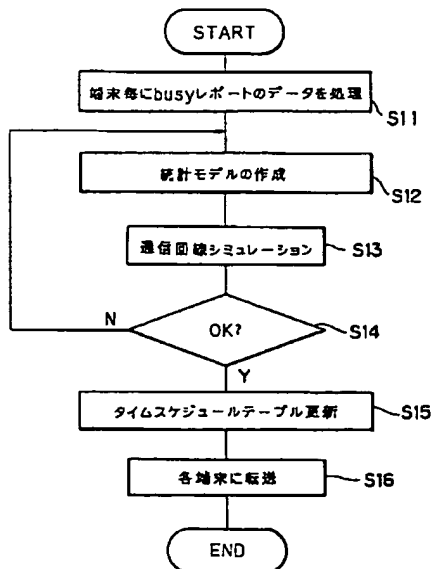 START
端末毎にbusyレポートのデータを処理
S11
統計モデルの作成
S12
通信回線シミュレーション
S13
OK?
S14
N
Y
タイムスケジュールテーブル更新
S15
各端末に転送
S16
END